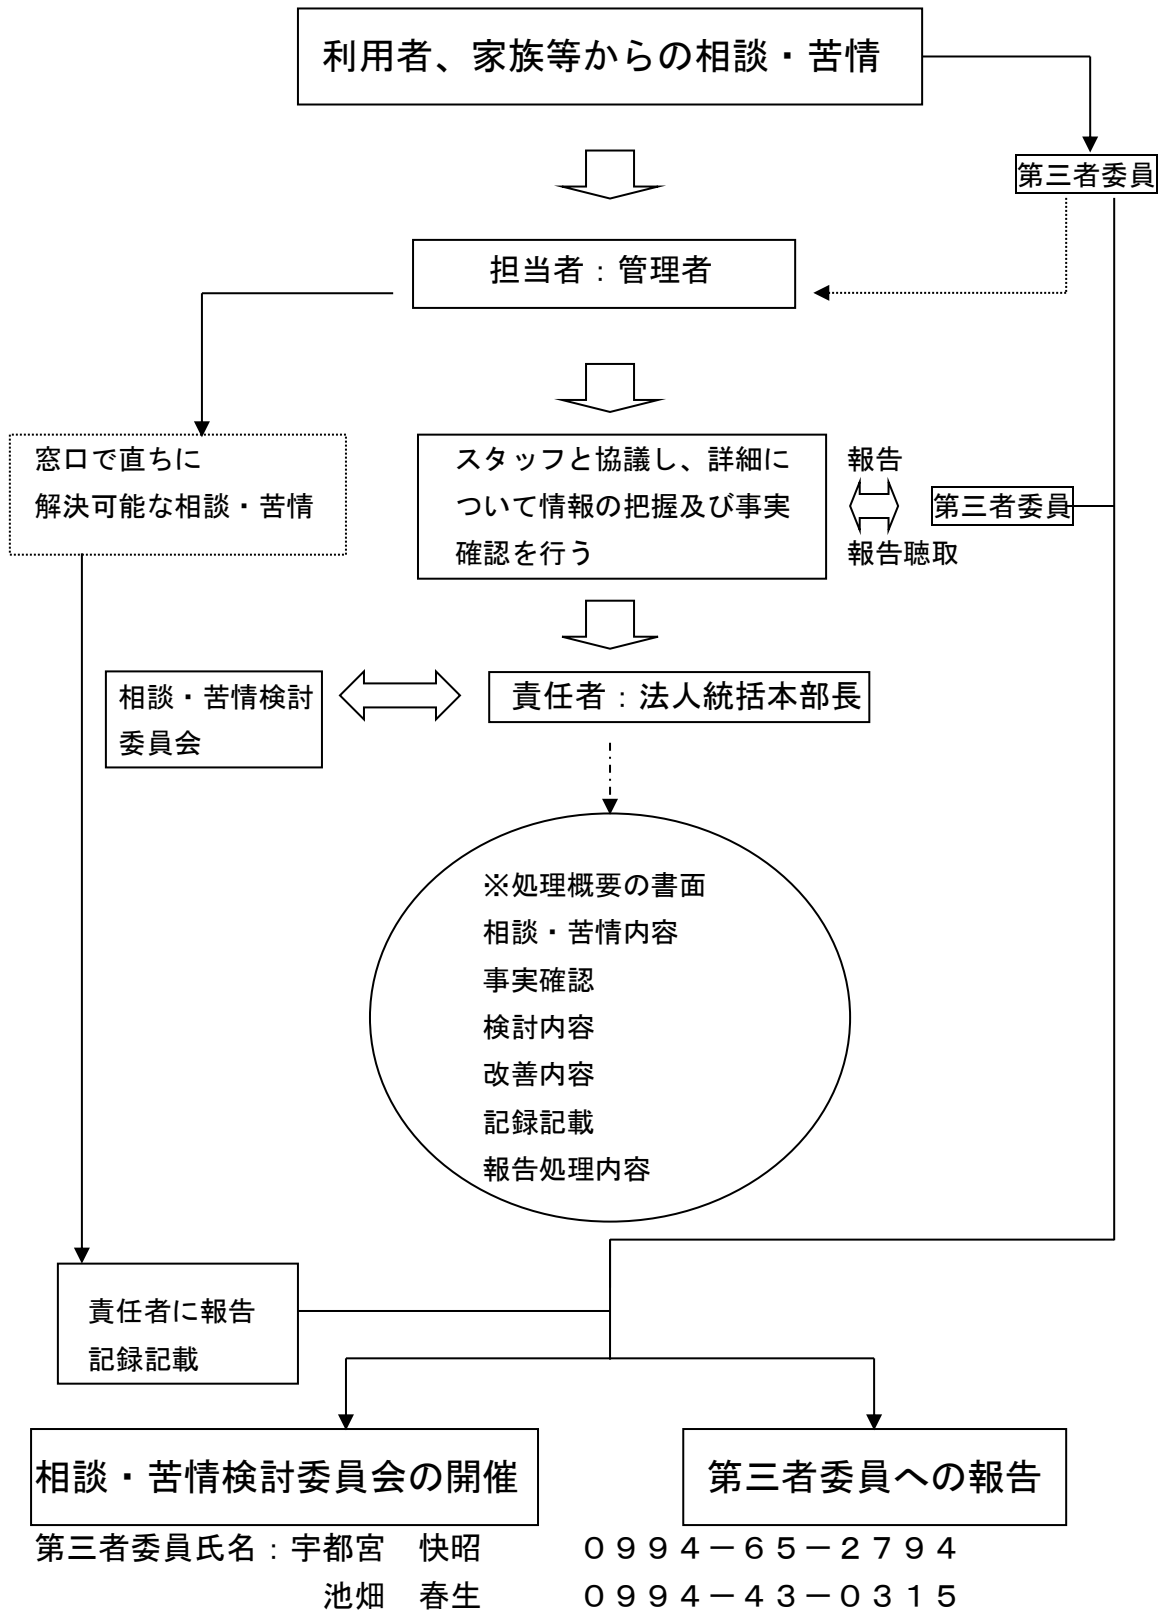 利用者、家族等からの相談・苦情
第三者委員
担当者：管理者
窓口で直ちに
解決可能な相談・苦情
スタッフと協議し、詳細に
ついて情報の把握及び事実
確認を行う
報告
報告聴取
第三者委員
相談・苦情検討
委員会
責任者：法人統括本部長
※処理概要の書面
相談・苦情内容
事実確認
検討内容
改善内容
記録記載
報告処理内容
責任者に報告
記録記載
相談・苦情検討委員会の開催
第三者委員への報告
第三者委員氏名：宇都宮　快昭　　　０９９４－６５－２７９４
池畑　春生　　　０９９４－４３－０３１５